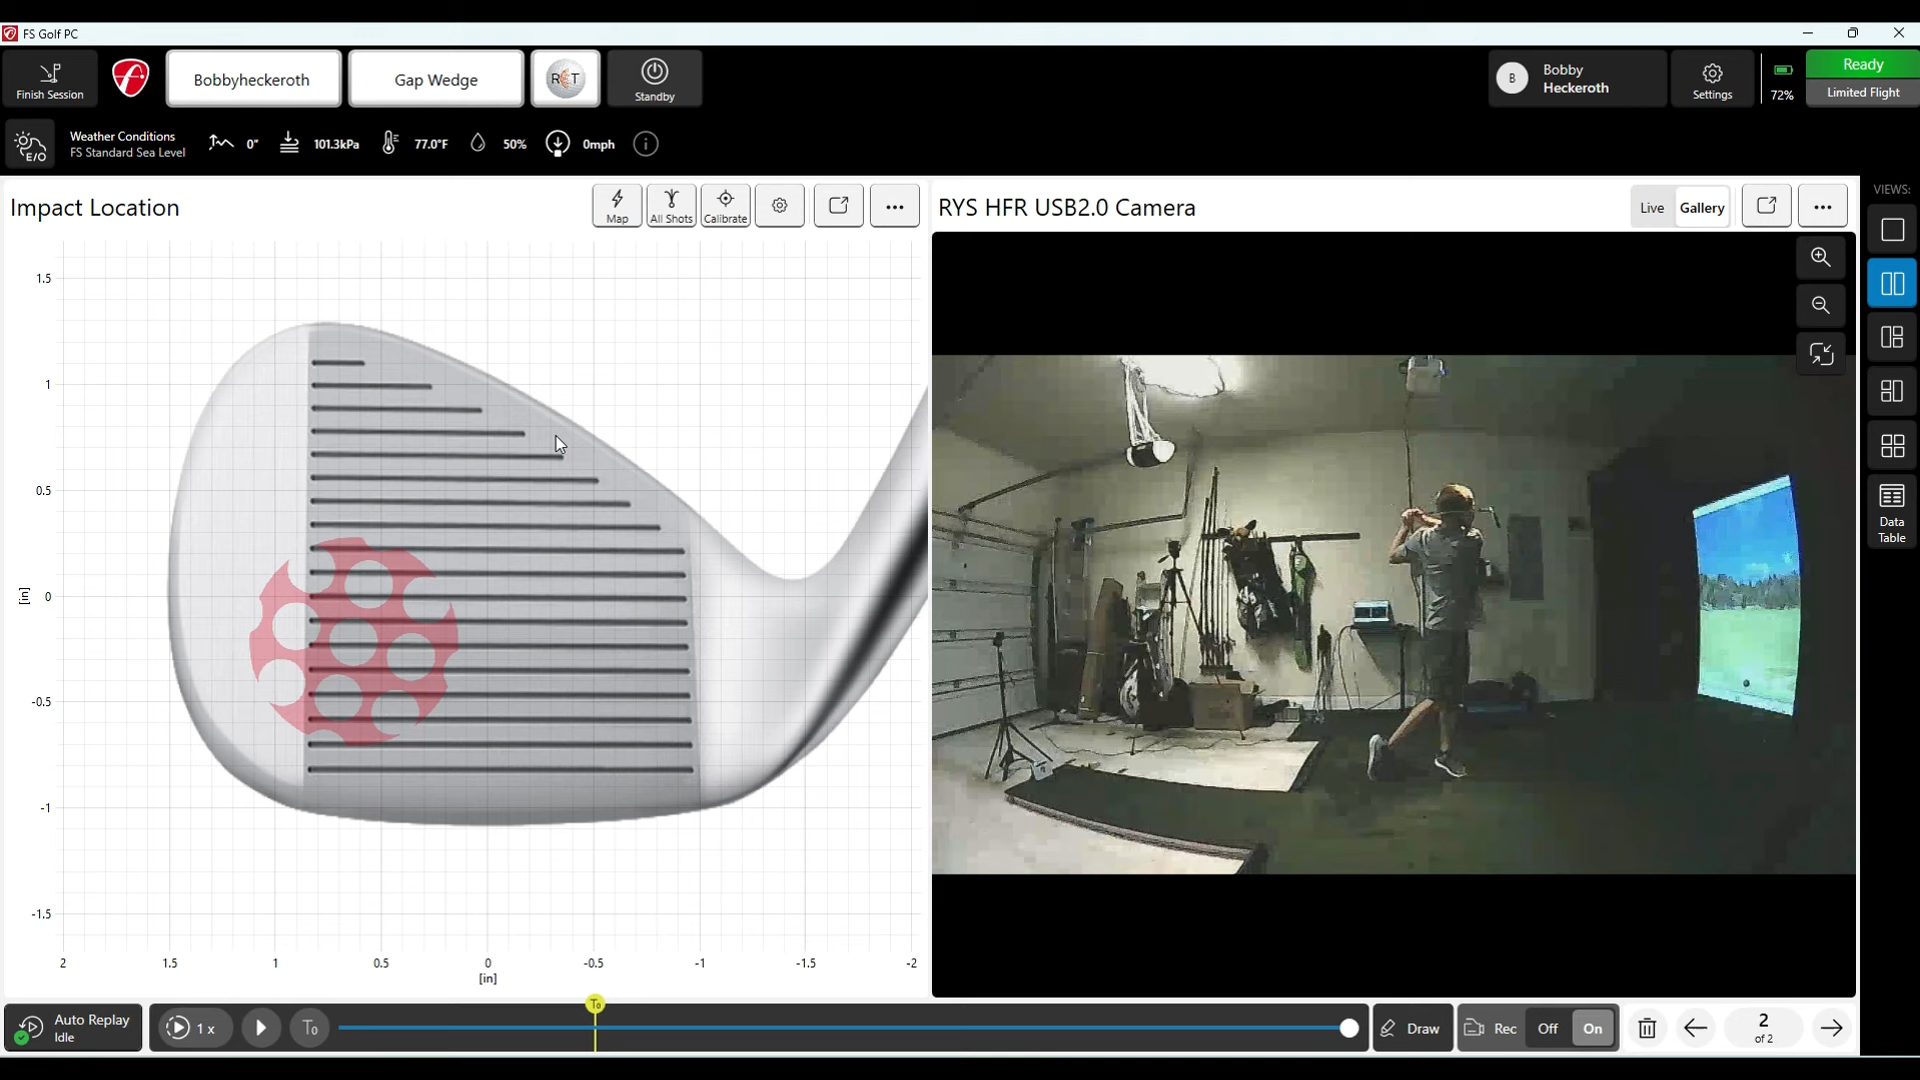 FS Golf PC
Finish Session
Bobbyheckeroth
Gap Wedge
RCT
Standby
B
Bobby
Heckeroth
Settings
72%
Ready
Limited Flight
E/O
Weather Conditions
FS Standard Sea Level
0°
101.3kPa
77.0°F
50%
0mph
Impact Location
Map
All Shots
Calibrate
RYS HFR USB2.0 Camera
Live
Gallery
VIEWS:
Data
Table
1.5
1
0.5
0
-0.5
-1
-1.5
[in]
2
1.5
1
0.5
0
-0.5
-1
-1.5
-2
[in]
Auto Replay
Idle
1 x
T0
T0
Draw
Rec
Off
On
2
of 2